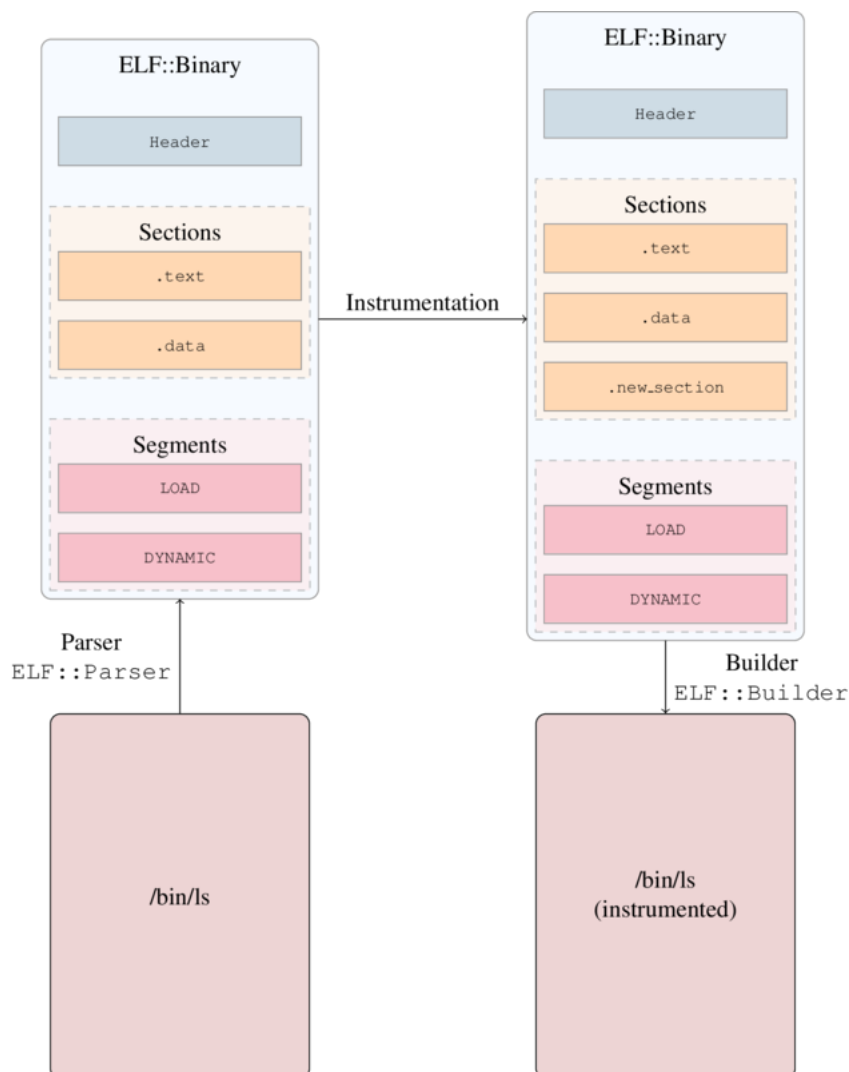 ELF::Binary
Header
Sections
.text
.data
Segments
LOAD
DYNAMIC
Parser
ELF::Parser
/bin/ls
Instrumentation
ELF::Binary
Header
Sections
.text
.data
.new_section
Segments
LOAD
DYNAMIC
Builder
ELF::Builder
/bin/ls
(instrumented)